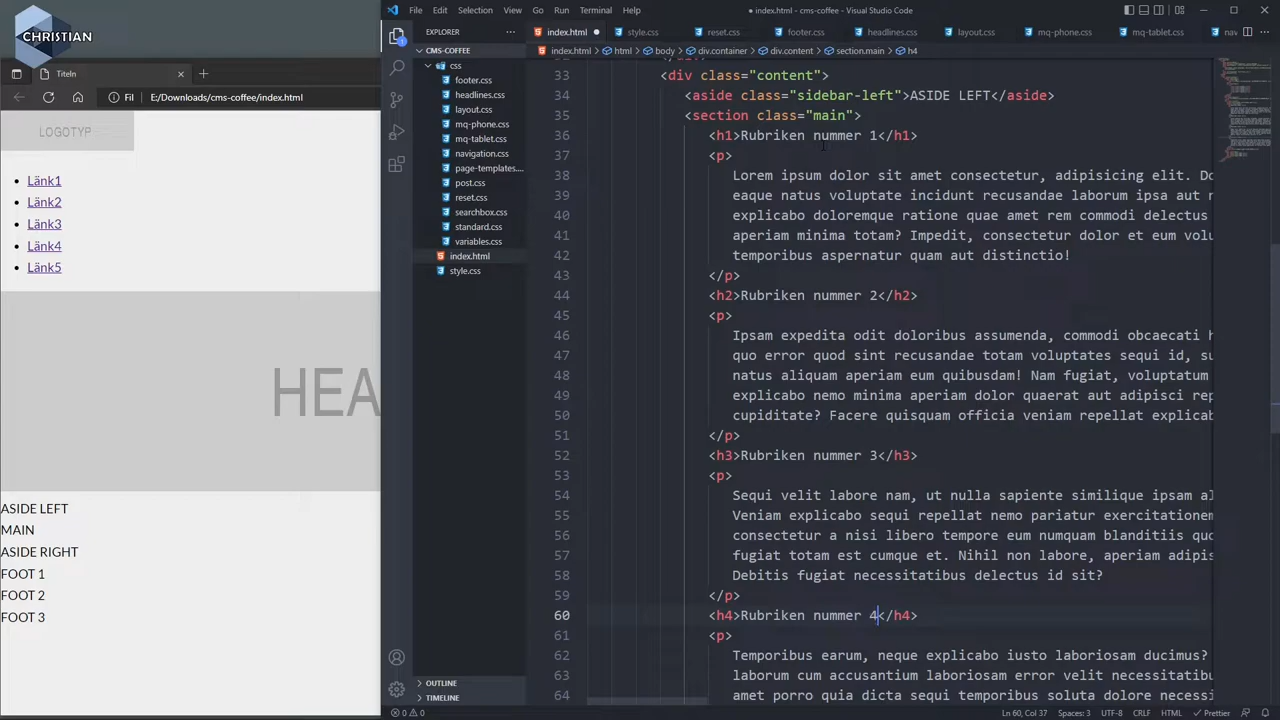 CHRISTIAN
File Edit Selection View Go Run Terminal Help
● index.html - cms-coffee - Visual Studio Code
EXPLORER
index.html
style.css
reset.css
footer.css
headlines.css
layout.css
mq-phone.css
mq-tablet.css
nav
CMS-COFFEE
index.html > html > body > div.container > div.content > section.main > h4
css
footer.css
headlines.css
layout.css
mq-phone.css
mq-tablet.css
navigation.css
page-templates....
post.css
reset.css
searchbox.css
standard.css
variables.css
index.html
style.css
OUTLINE
TIMELINE
Titeln
Fil E:/Downloads/cms-coffee/index.html
LOGOTYP
Länk1
Länk2
Länk3
Länk4
Länk5
HEA
ASIDE LEFT
MAIN
ASIDE RIGHT
FOOT 1
FOOT 2
FOOT 3
33 <div class="content">
34 <aside class="sidebar-left">ASIDE LEFT</aside>
35 <section class="main">
36 <h1>Rubriken nummer 1</h1>
37 <p>
38 Lorem ipsum dolor sit amet consectetur, adipisicing elit. Do
39 eaque natus voluptate incidunt recusandae laborum ipsa aut n
40 explicabo doloremque ratione quae amet rem commodi delectus
41 aperiam minima totam? Impedit, consectetur dolor et eum volu
42 temporibus aspernatur quam aut distinctio!
43 </p>
44 <h2>Rubriken nummer 2</h2>
45 <p>
46 Ipsam expedita odit doloribus assumenda, commodi obcaecati h
47 quo error quod sint recusandae totam voluptates sequi id, su
48 natus aliquam aperiam eum quibusdam! Nam fugiat, voluptatum
49 explicabo nemo minima aperiam dolor quaerat aut adipisci rep
50 cupiditate? Facere quisquam officia veniam repellat explicab
51 </p>
52 <h3>Rubriken nummer 3</h3>
53 <p>
54 Sequi velit labore nam, ut nulla sapiente similique ipsam al
55 Veniam explicabo sequi repellat nemo pariatur exercitationem
56 consectetur a nisi libero tempore eum numquam blanditiis quo
57 fugiat totam est cumque et. Nihil non labore, aperiam adipis
58 Debitis fugiat necessitatibus delectus id sit?
59 </p>
60 <h4>Rubriken nummer 4</h4>
61 <p>
62 Temporibus earum, neque explicabo iusto laboriosam ducimus?
63 laborum cum accusantium laboriosam error velit necessitatibu
64 amet porro quia dicta sequi temporibus soluta dolore necessi
0 0 Ln 60, Col 37 Spaces: 3 UTF-8 CRLF HTML Prettier